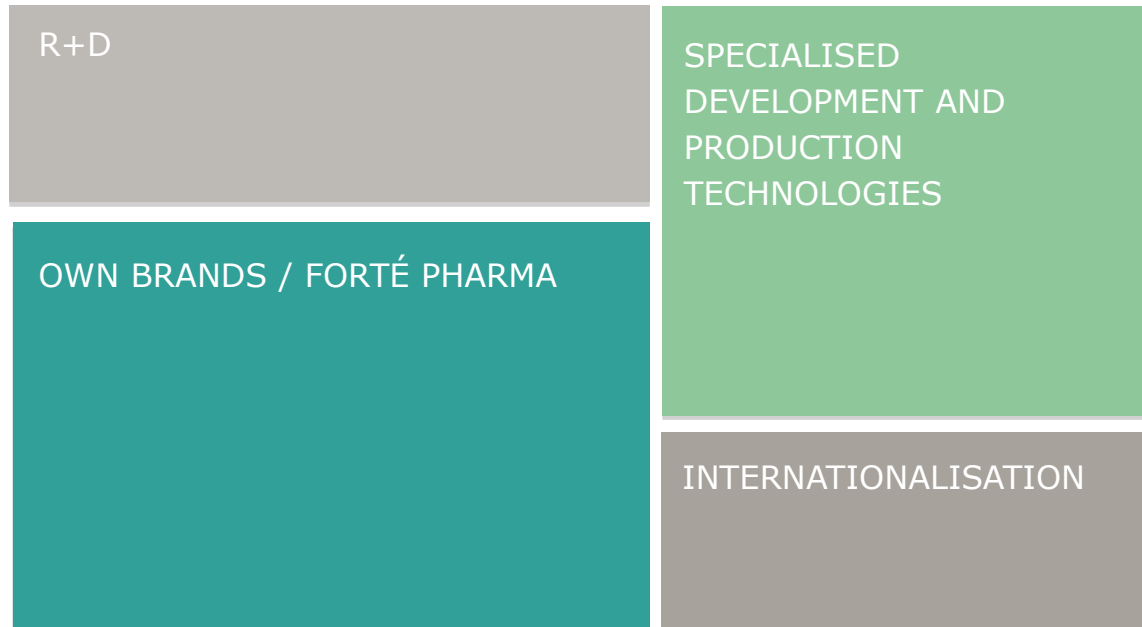 R+D
SPECIALISED
DEVELOPMENT AND
PRODUCTION
TECHNOLOGIES
OWN BRANDS / FORTÉ PHARMA
INTERNATIONALISATION